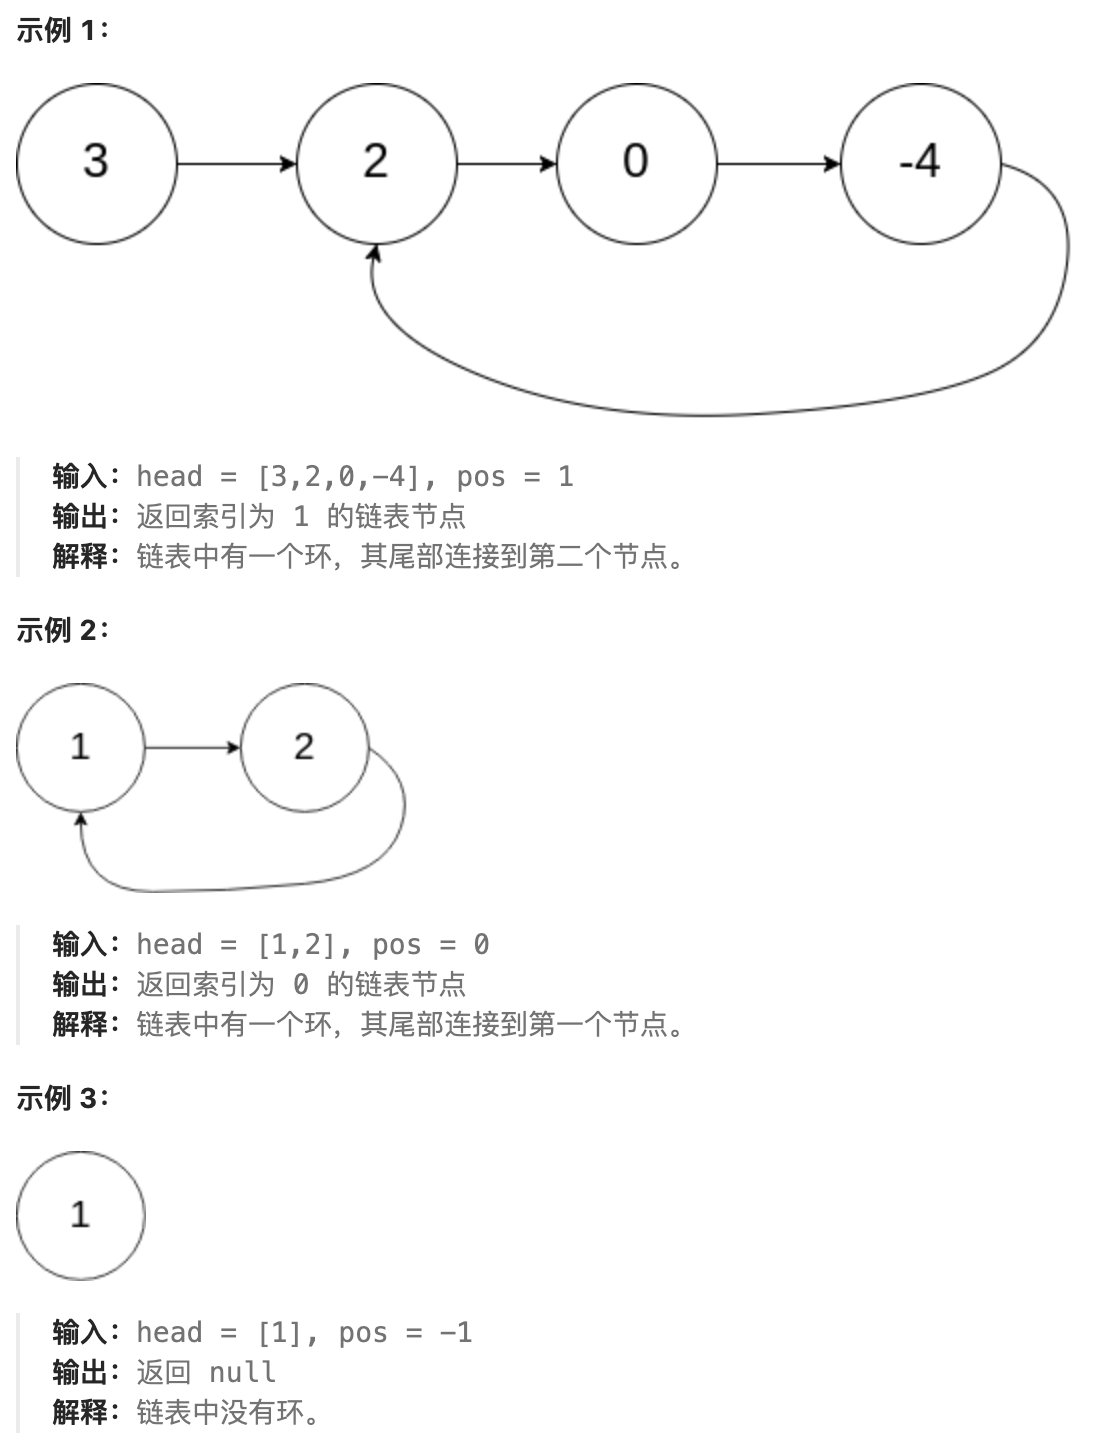 示例 1：
3 2 0 -4
输入：head = [3,2,0,-4], pos = 1
输出：返回索引为 1 的链表节点
解释：链表中有一个环，其尾部连接到第二个节点。
示例 2：
1 2
输入：head = [1,2], pos = 0
输出：返回索引为 0 的链表节点
解释：链表中有一个环，其尾部连接到第一个节点。
示例 3：
1
输入：head = [1], pos = -1
输出：返回 null
解释：链表中没有环。